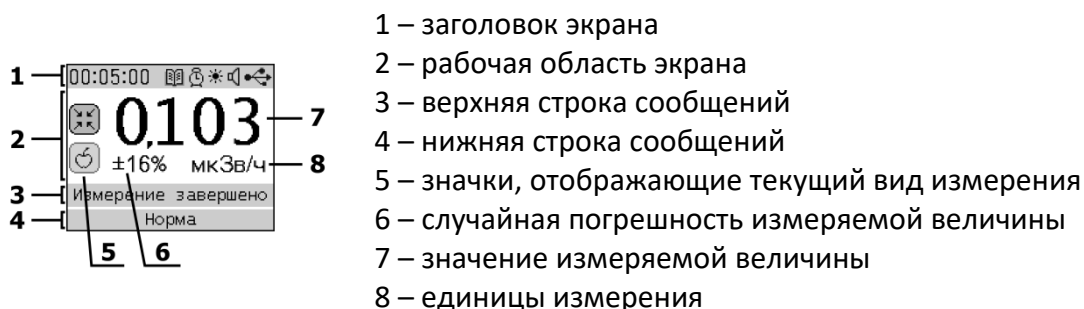 1 – заголовок экрана
2 – рабочая область экрана
3 – верхняя строка сообщений
4 – нижняя строка сообщений
5 – значки, отображающие текущий вид измерения
6 – случайная погрешность измеряемой величины
7 – значение измеряемой величины
8 – единицы измерения
1
00:05:00
2
0,103
7
±16% мкЗв/ч
8
3
Измерение завершено
4
Норма
5 6